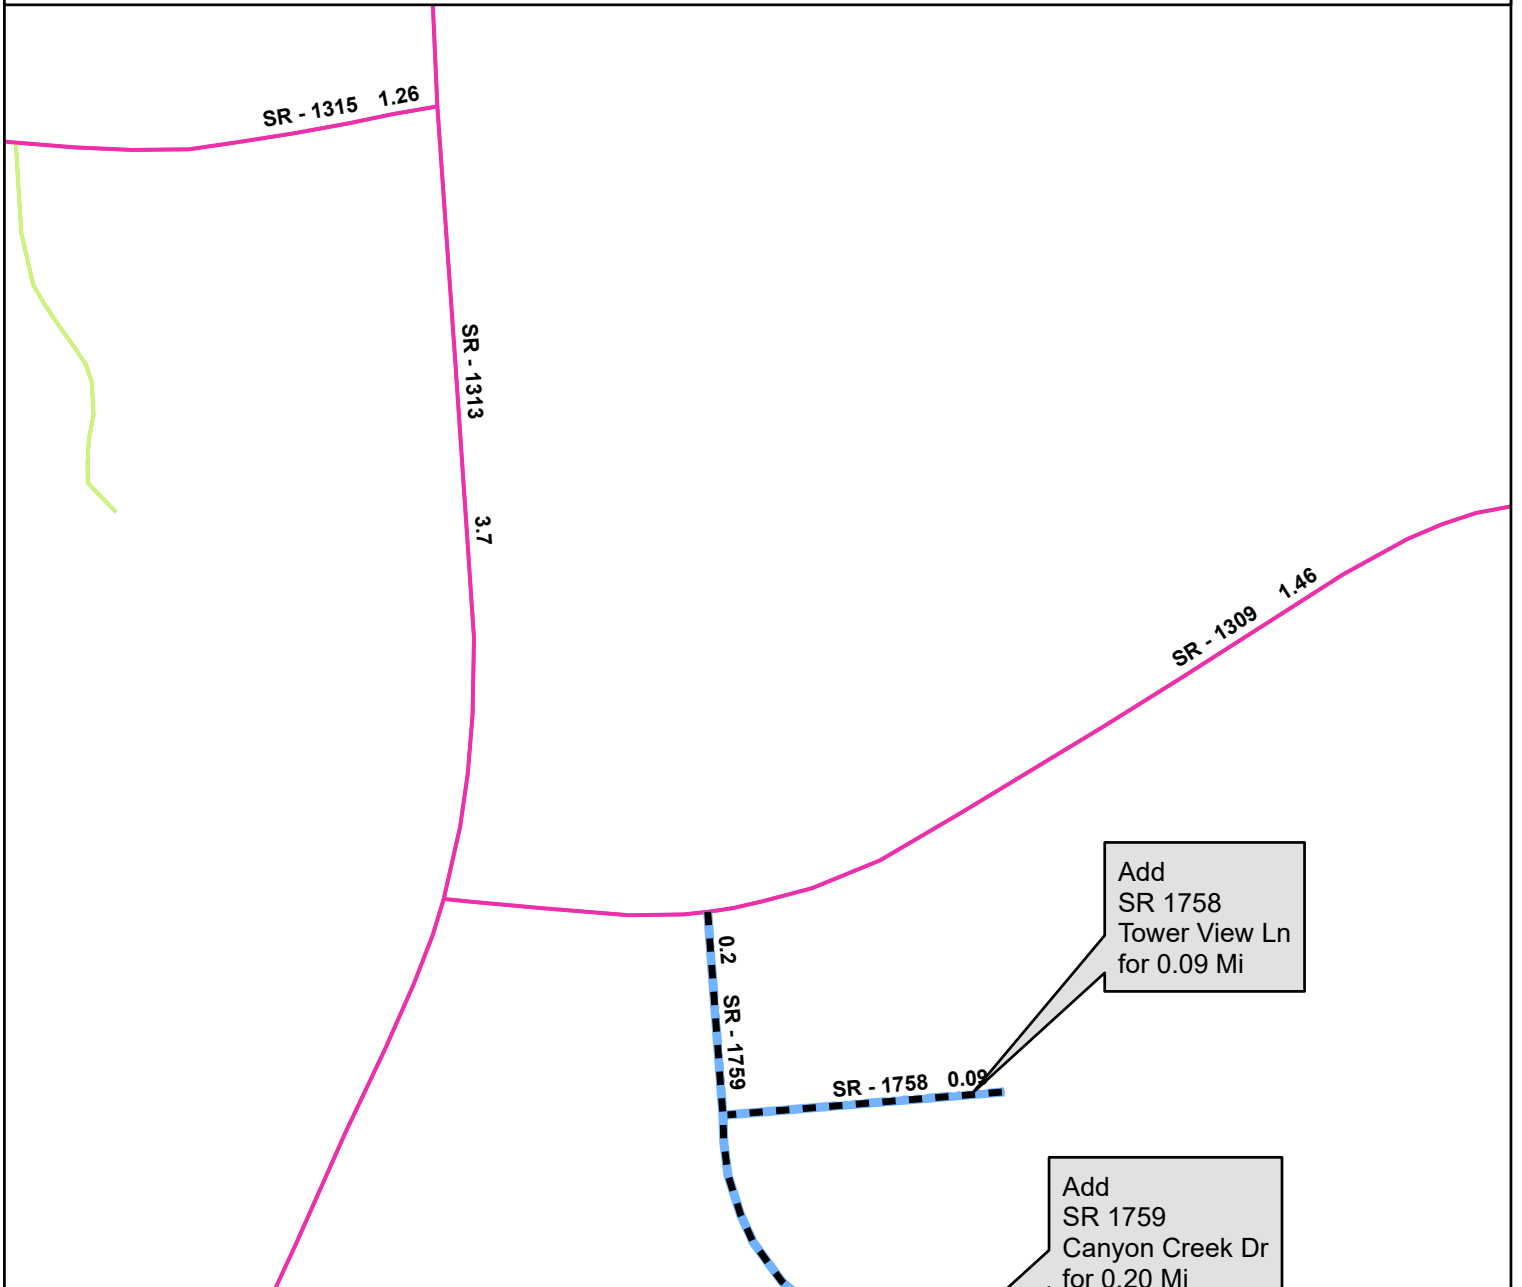 SR - 1315 1.26
SR - 1313 3.7
SR - 1309 1.46
Add
SR 1758
Tower View Ln
for 0.09 Mi
0.2 SR - 1759
SR - 1758 0.09
Add
SR 1759
Canyon Creek Dr
for 0.20 Mi